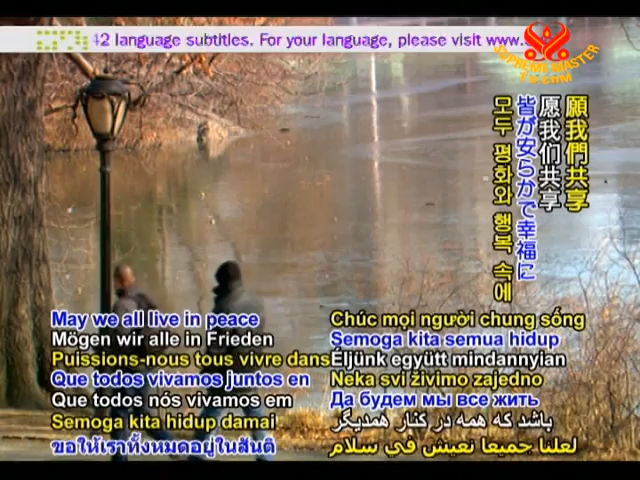 42 language subtitles. For your language, please visit www.
SUPREME MASTER
TV.COM
願我們共享
愿我们共享
皆が安らかで幸福に
모두 평화와 행복 속에
May we all live in peace
Mögen wir alle in Frieden
Puissions-nous tous vivre dans
Que todos vivamos juntos en
Que todos nós vivamos em
Semoga kita hidup damai
ขอให้เราทั้งหมดอยู่ในสันติ
Chúc mọi người chung sống
Semoga kita semua hidup
Éljünk együtt mindannyian
Neka svi živimo zajedno
Да будем мы все жить
باشد که همه در کنار همدیگر
لعلنا جميعا نعيش في سلام